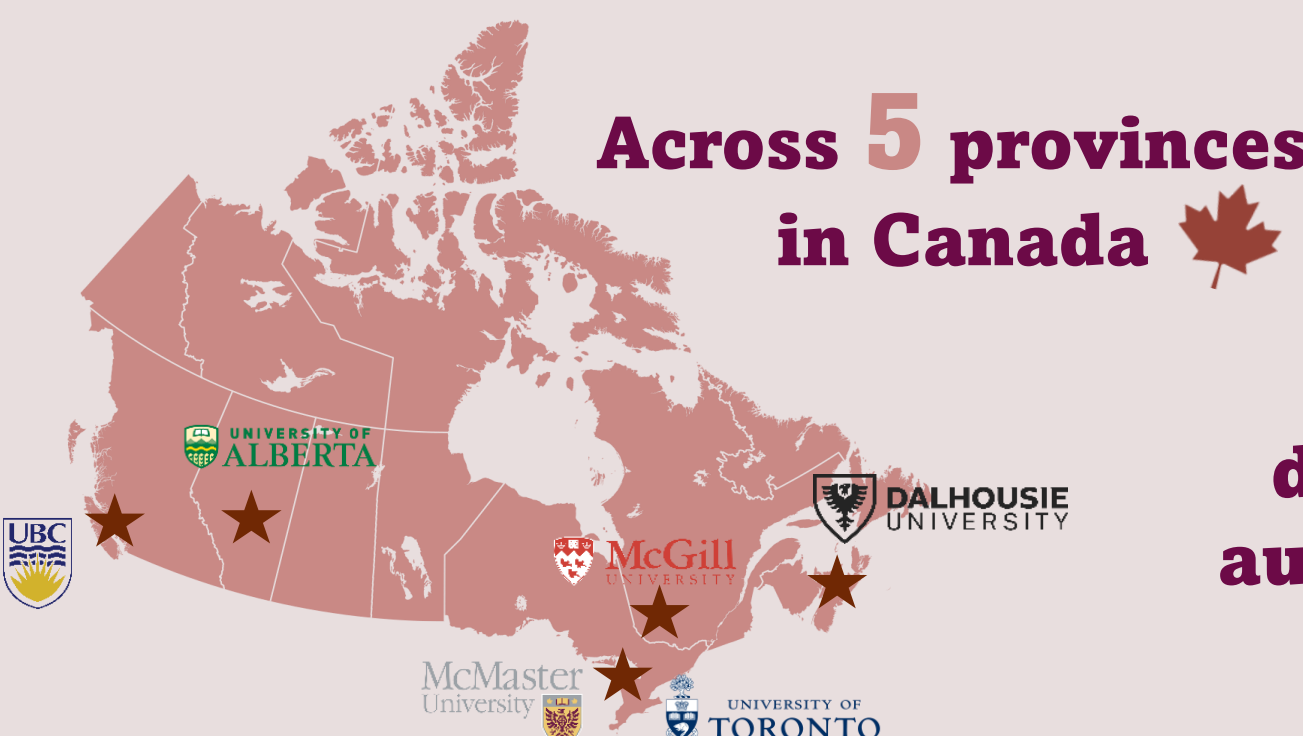 Across 5 provinces
in Canada
UNIVERSITY OF
ALBERTA
UBC
DALHOUSIE
UNIVERSITY
McGill
UNIVERSITY
McMaster
University
UNIVERSITY OF
TORONTO